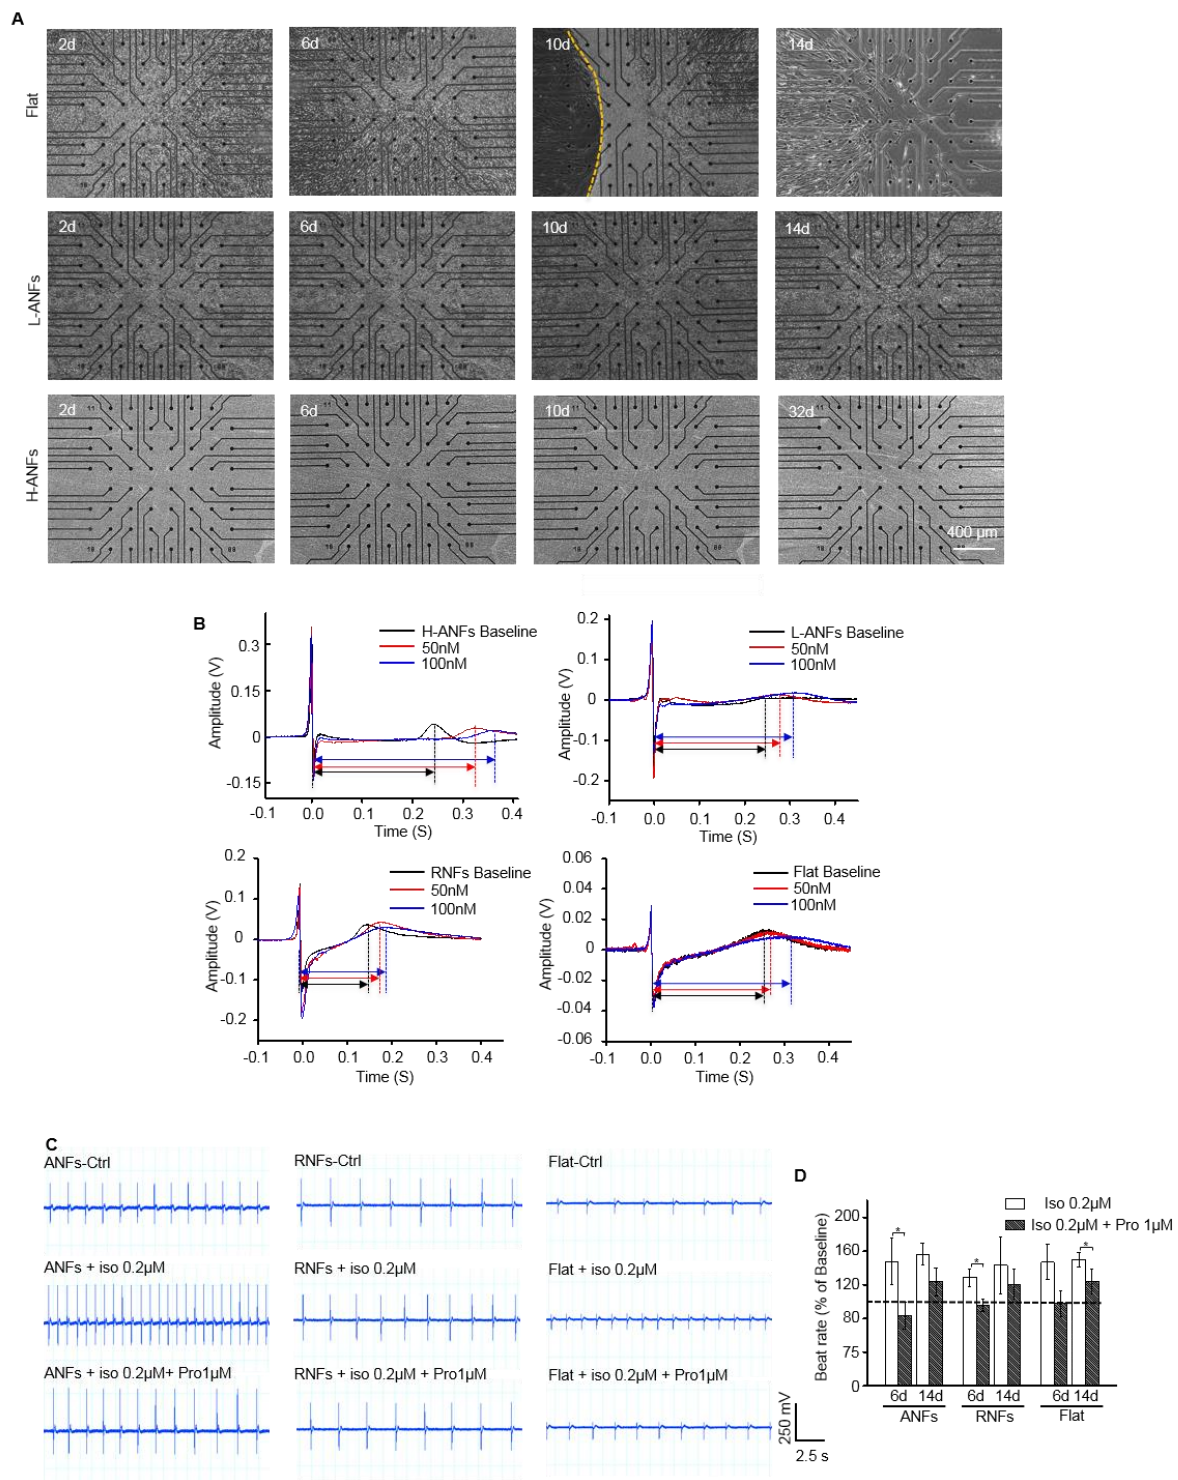 A
2d 6d 10d 14d
Flat
2d 6d 10d 14d
L-ANFs
2d 6d 10d 32d
H-ANFs
400 µm
B
H-ANFs Baseline
50nM
100nM
Amplitude (V)
0.3
0.15
0
-0.15
-0.1 0.0 0.1 0.2 0.3 0.4
Time (S)
L-ANFs Baseline
50nM
100nM
Amplitude (V)
0.2
0.1
0
-0.1
-0.2
-0.1 0.0 0.1 0.2 0.3 0.4
Time (S)
RNFs Baseline
50nM
100nM
Amplitude (V)
0.2
0.1
0
-0.1
-0.2
-0.1 0.0 0.1 0.2 0.3 0.4
Time (S)
Flat Baseline
50nM
100nM
Amplitude (V)
0.06
0.04
0.02
0
-0.02
-0.04
-0.06
-0.1 0.0 0.1 0.2 0.3 0.4
Time (S)
C
ANFs-Ctrl
RNFs-Ctrl
Flat-Ctrl
ANFs + iso 0.2µM
RNFs + iso 0.2µM
Flat + iso 0.2µM
ANFs + iso 0.2µM+ Pro1µM
RNFs + iso 0.2µM + Pro1µM
Flat + iso 0.2µM + Pro1µM
250 mV
2.5 s
D
Iso 0.2µM
Iso 0.2µM + Pro 1µM
Beat rate (% of Baseline)
200
160
120
80
75
0
* * *
6d 14d 6d 14d 6d 14d
ANFs RNFs Flat